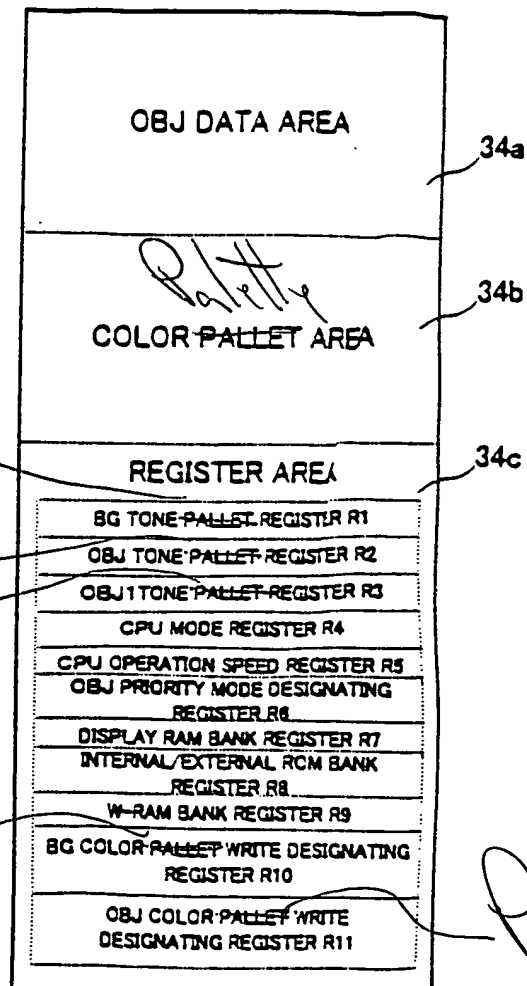 OBJ DATA AREA
34a
Palette
34b
COLOR PALLET AREA
REGISTER AREA
34c
BG TONE PALLET REGISTER R1
OBJ TONE PALLET REGISTER R2
OBJ1TONE PALLET REGISTER R3
CPU MODE REGISTER R4
CPU OPERATION SPEED REGISTER R5
OBJ PRIORITY MODE DESIGNATING
REGISTER R6
DISPLAY RAM BANK REGISTER R7
INTERNAL/EXTERNAL ROM BANK
REGISTER R8
W-RAM BANK REGISTER R9
BG COLOR PALLET WRITE DESIGNATING
REGISTER R10
OBJ COLOR PALLET WRITE
DESIGNATING REGISTER R11